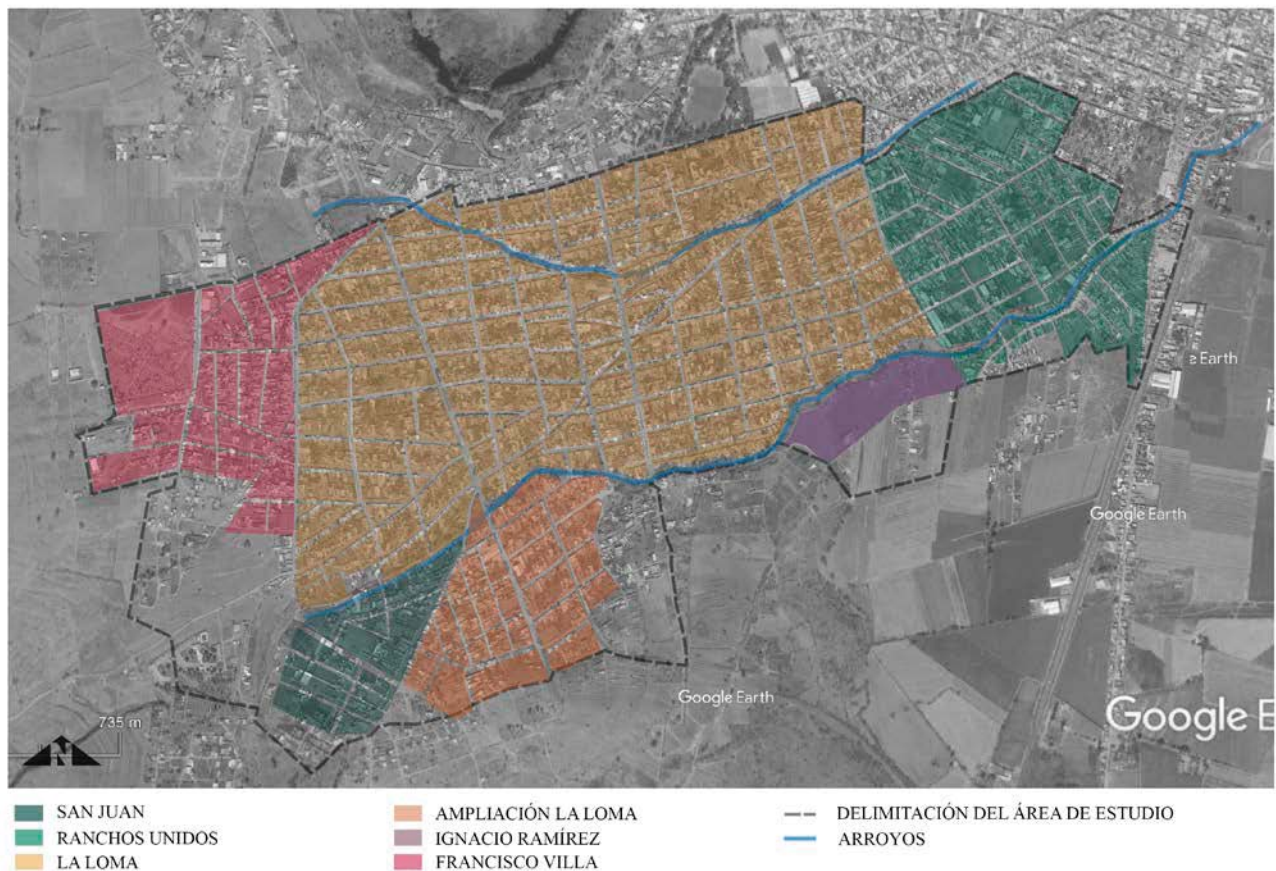 e Earth
Google Earth
Google Earth
Google E
735 m
N
SAN JUAN
RANCHOS UNIDOS
LA LOMA
AMPLIACIÓN LA LOMA
IGNACIO RAMÍREZ
FRANCISCO VILLA
DELIMITACIÓN DEL ÁREA DE ESTUDIO
ARROYOS